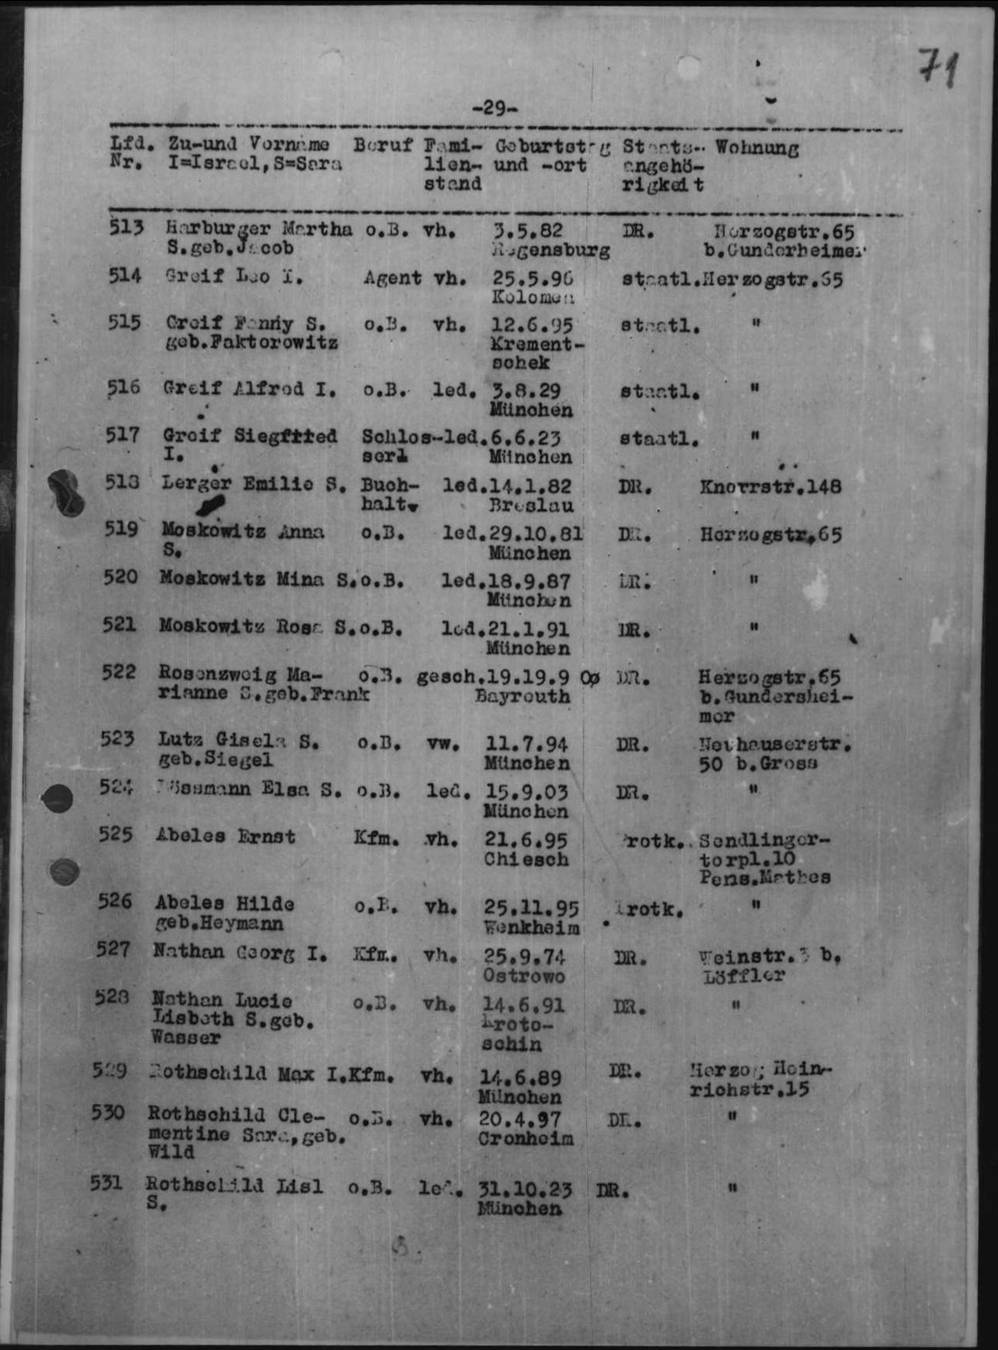 71
-29-
Lfd. Zu-und Vorname Beruf Fami- Geburtstag Staats- Wohnung
Nr. I=Israel,S=Sara lien- und -ort angehö-
stand rigkeit
513 Harburger Martha o.B. vh. 3.5.82 DR. Herzogstr.65
S.geb.Jacob Regensburg b.Gunderheimer
514 Greif Leo I. Agent vh. 25.5.96 staatl.Herzogstr.65
Kolomea
515 Greif Fanny S. o.B. vh. 12.6.95 staatl. "
geb.Faktorowitz Krement-
schek
516 Greif Alfred I. o.B. led. 3.8.29 staatl. "
München
517 Greif Siegfried Schlos-led.6.6.23 staatl. "
I. serl München
518 Lerger Emilie S. Buch- led.14.1.82 DR. Knorrstr.148
halt. Breslau
519 Moskowitz Anna o.B. led.29.10.81 DR. Herzogstr.65
S. München
520 Moskowitz Mina S.o.B. led.18.9.87 DR. "
München
521 Moskowitz Rosa S.o.B. led.21.1.91 DR. "
München
522 Rosenzweig Ma- o.B. gesch.19.19.9 DR. Herzogstr.65
rianne S.geb.Frank Bayreuth b.Gundershei-
mer
523 Lutz Gisela S. o.B. vw. 11.7.94 DR. Neuhauserstr.
geb.Siegel München 50 b.Gross
524 Elsa S. o.B. led. 15.9.03 DR. "
München
525 Abeles Ernst Kfm. vh. 21.6.95 Protk. Sendlinger-
Chiesch torpl.10
Pens.Mathes
526 Abeles Hilde o.B. vh. 25.11.95 Protk. "
geb.Heymann Wenkheim
527 Nathan Georg I. Kfm. vh. 25.9.74 DR. Weinstr. b.
Ostrowo Löffler
528 Nathan Lucie o.B. vh. 14.6.91 DR. "
Lisbeth S.geb. Kroto-
Wasser schin
529 Rothschild Max I.Kfm. vh. 14.6.89 DR. Herzog Hein-
München richstr.15
530 Rothschild Cle- o.B. vh. 20.4.97 DR. "
mentine Sara,geb. Cronheim
Wild
531 Rothschild Lisl o.B. led. 31.10.23 DR. "
S. München